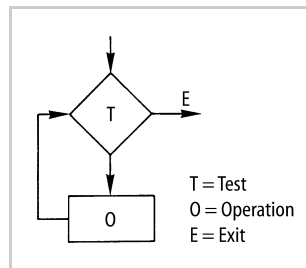 E
T
O
T = Test
O = Operation
E = Exit